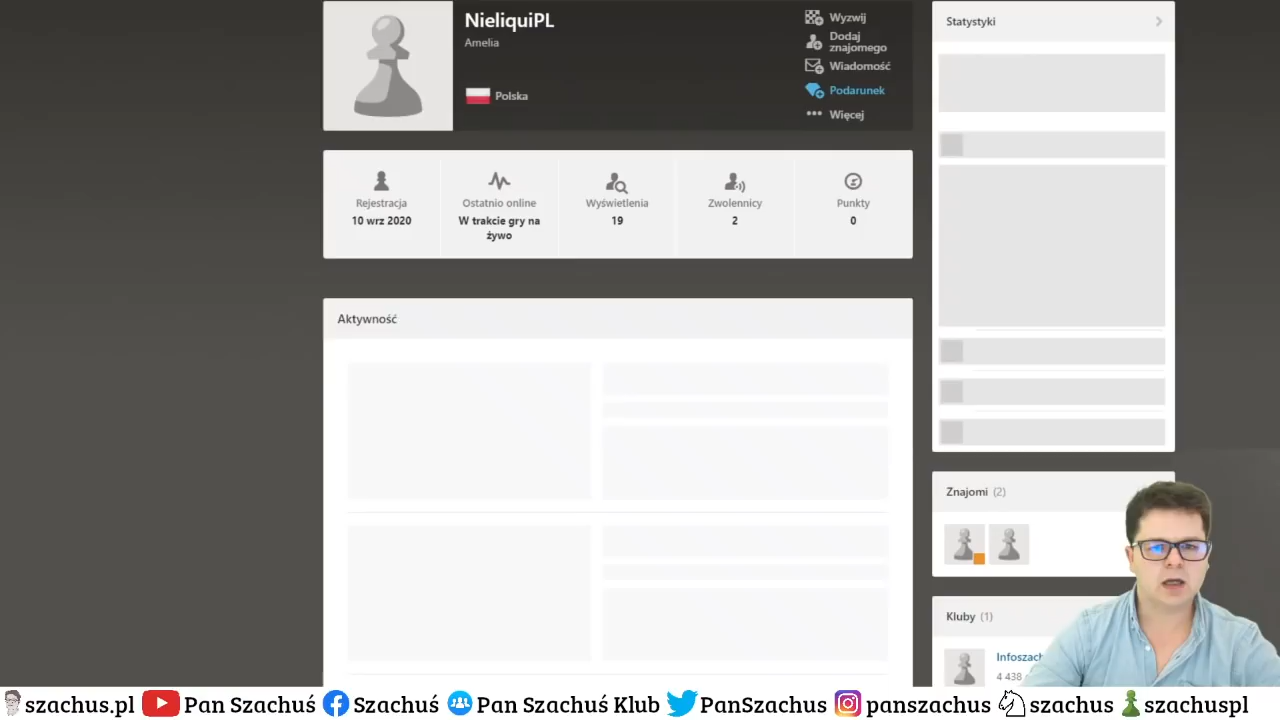 NieliquiPL
Amelia
Polska
Wyzwij
Dodaj
znajomego
Wiadomość
Podarunek
Więcej
Rejestracja
10 wrz 2020
Ostatnio online
W trakcie gry na
żywo
Wyświetlenia
19
Zwolennicy
2
Punkty
0
Aktywność
Statystyki
Znajomi (2)
Kluby (1)
Infoszach
4 438
szachus.pl Pan Szachuś Szachuś Pan Szachuś Klub PanSzachus panszachus szachus szachuspl